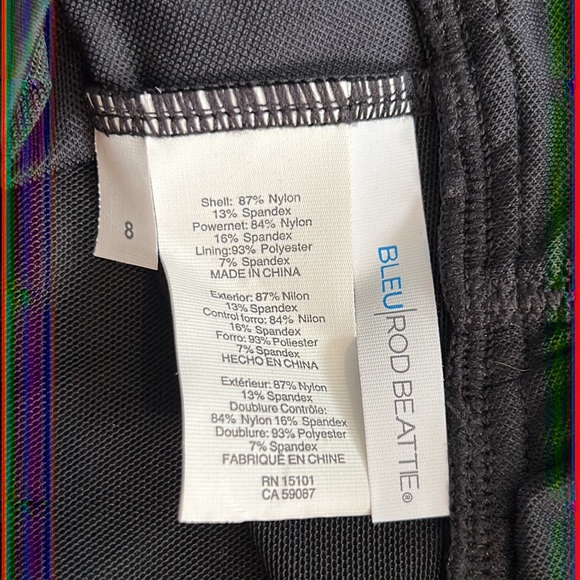 8
Shell: 87% Nylon
13% Spandex
Powernet: 84% Nylon
16% Spandex
Lining:93% Polyester
7% Spandex
MADE IN CHINA
Exterior: 87% Nilon
13% Spandex
Control forro: 84% Nilon
16% Spandex
Forro: 93% Poliester
7% Spandex
HECHO EN CHINA
Extérieur: 87% Nylon
13% Spandex
Doublure Contrôle:
84% Nylon 16% Spandex
Doublure: 93% Polyester
7% Spandex
FABRIQUÉ EN CHINE
RN 15101
CA 59087
BLEU|ROD BEATTIE®